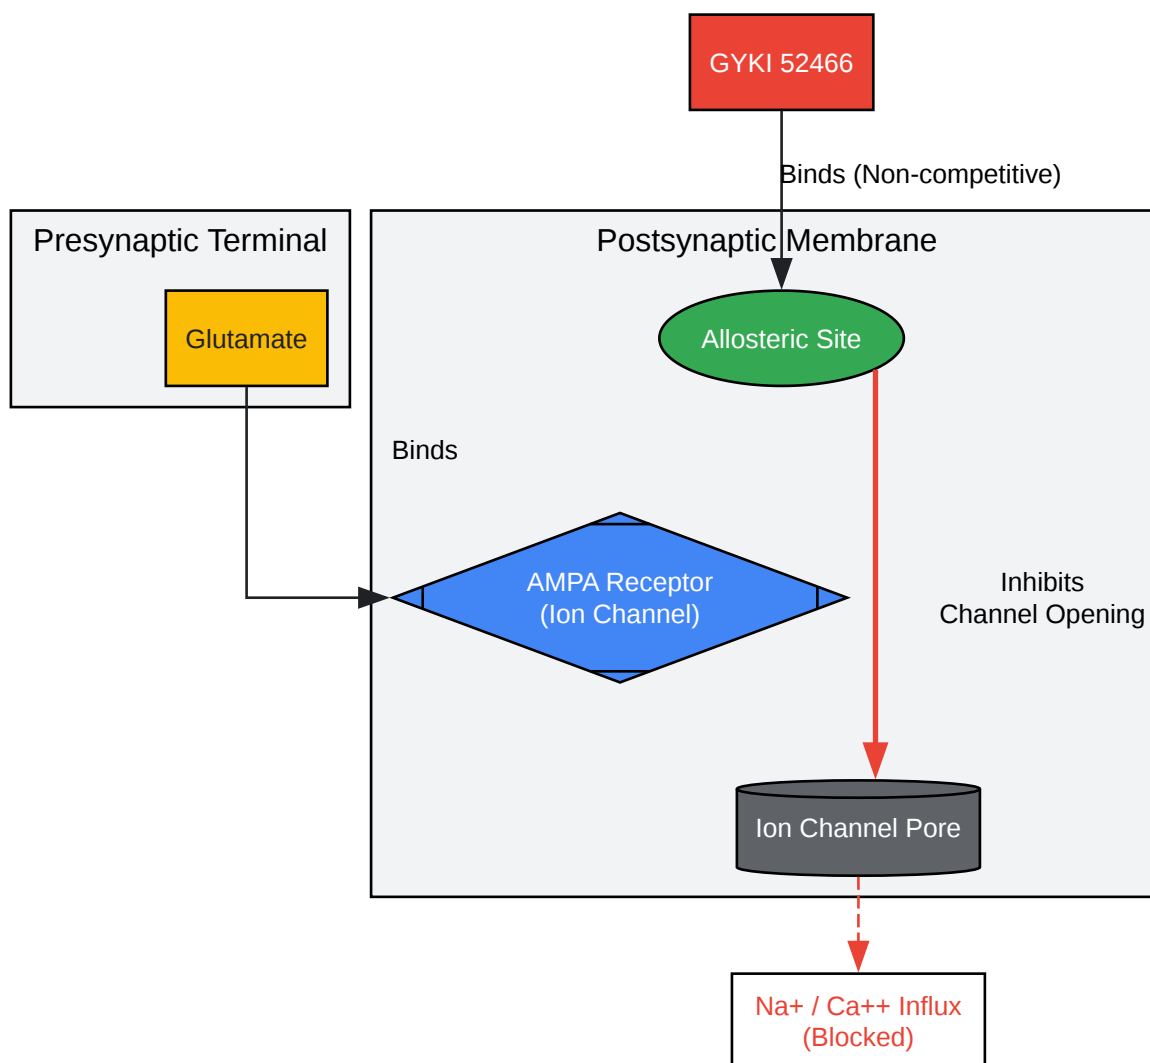 GYKI 52466
Binds (Non-competitive)
Presynaptic Terminal
Postsynaptic Membrane
Glutamate
Allosteric Site
Binds
AMPA Receptor
(Ion Channel)
Inhibits
Channel Opening
Ion Channel Pore
Na+ / Ca++ Influx
(Blocked)